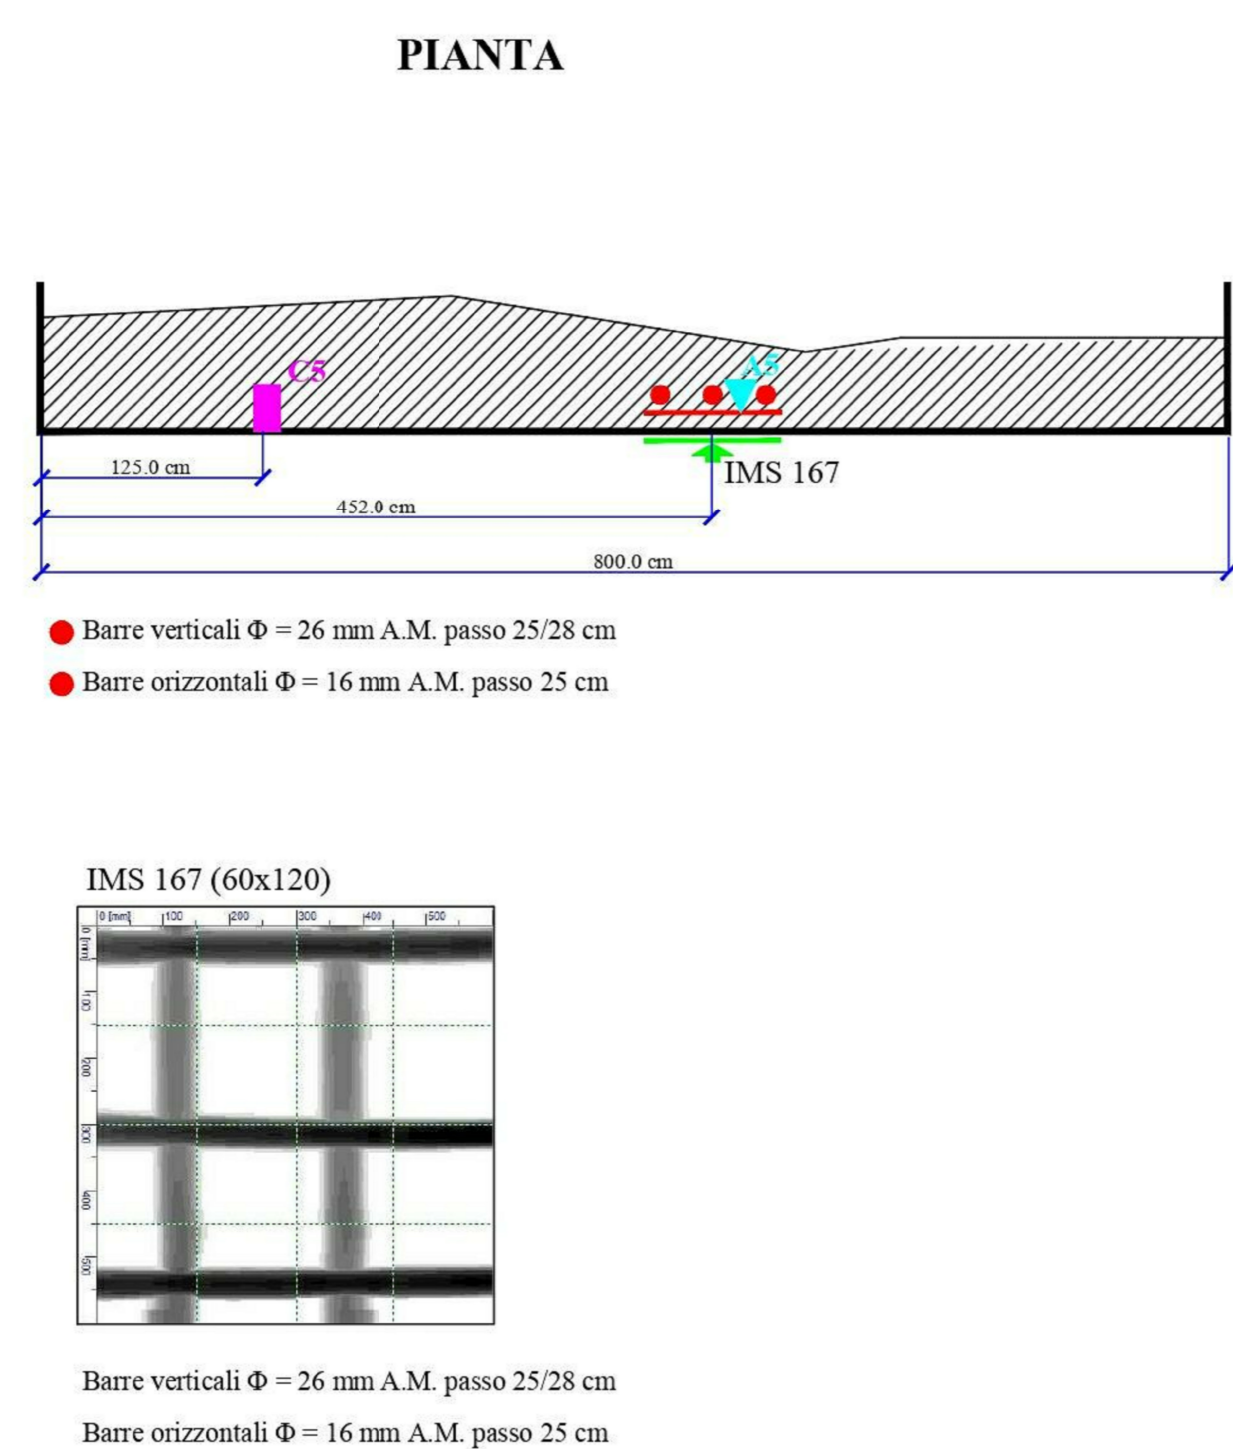 PIANTA
C5
A5
IMS 167
125.0 cm
452.0 cm
800.0 cm
Barre verticali Φ = 26 mm A.M. passo 25/28 cm
Barre orizzontali Φ = 16 mm A.M. passo 25 cm
IMS 167 (60x120)
0 [mm] 100 200 300 400 500
0 [mm] 100 200 300 400 500
Barre verticali Φ = 26 mm A.M. passo 25/28 cm
Barre orizzontali Φ = 16 mm A.M. passo 25 cm